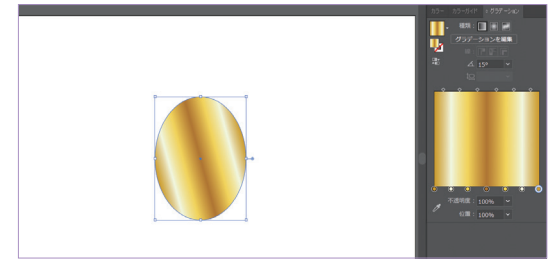 カラー カラーガイド グラデーション
種類：
グラデーションを編集
15°
不透明度： 100%
位置： 100%